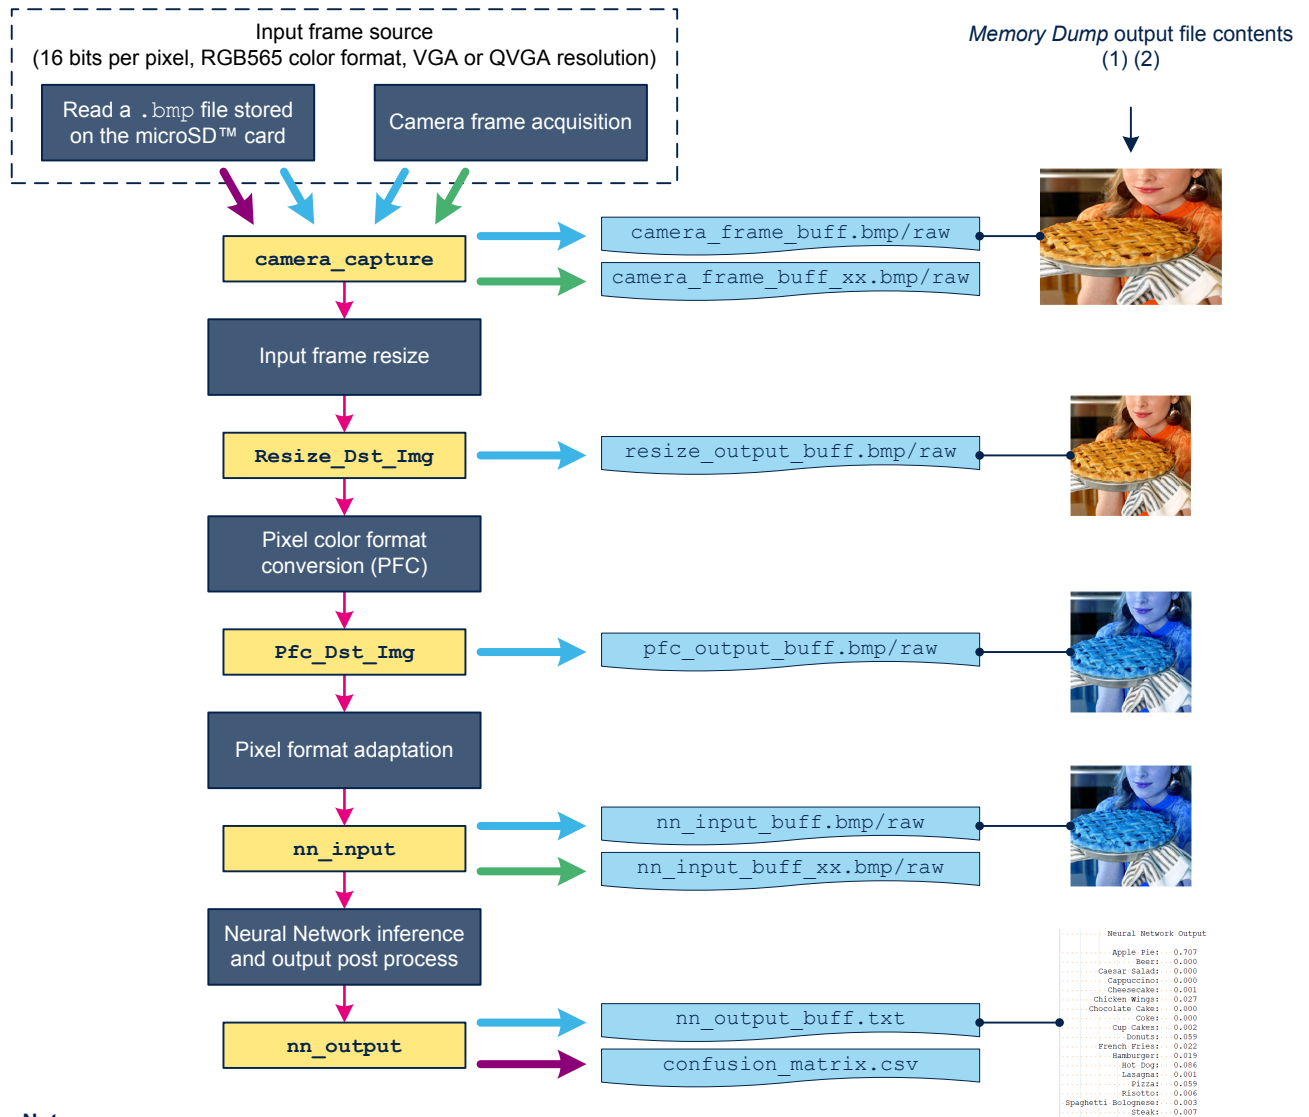 Input frame source
(16 bits per pixel, RGB565 color format, VGA or QVGA resolution)
Read a .bmp file stored
on the microSD™ card
Camera frame acquisition
Memory Dump output file contents
(1) (2)
camera_capture
camera_frame_buff.bmp/raw
camera_frame_buff_xx.bmp/raw
Input frame resize
Resize_Dst_Img
resize_output_buff.bmp/raw
Pixel color format
conversion (PFC)
Pfc_Dst_Img
pfc_output_buff.bmp/raw
Pixel format adaptation
nn_input
nn_input_buff.bmp/raw
nn_input_buff_xx.bmp/raw
Neural Network inference
and output post process
nn_output
nn_output_buff.txt
confusion_matrix.csv
Neural Network Output
Apple Pie: 0.707
Beer: 0.000
Caesar Salad: 0.000
Cappuccino: 0.000
Cheesecake: 0.001
Chicken Wings: 0.027
Chocolate Cake: 0.000
Coke: 0.000
Cup Cakes: 0.002
Donuts: 0.059
French Fries: 0.022
Hamburger: 0.019
Hot Dog: 0.086
Lasagna: 0.001
Pizza: 0.059
Risotto: 0.006
Spaghetti Bolognese: 0.003
Steak: 0.007